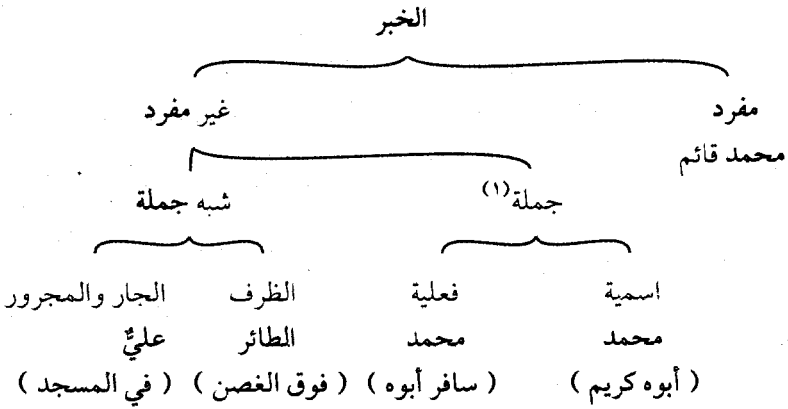 الخبر
مفرد غير مفرد
محمد قائم
جملة(١) شبه جملة
اسمية فعلية الظرف الجار والمجرور
محمد محمد الطائر عليٌّ
( أبوه كريم ) ( سافر أبوه ) ( فوق الغصن ) ( في المسجد )